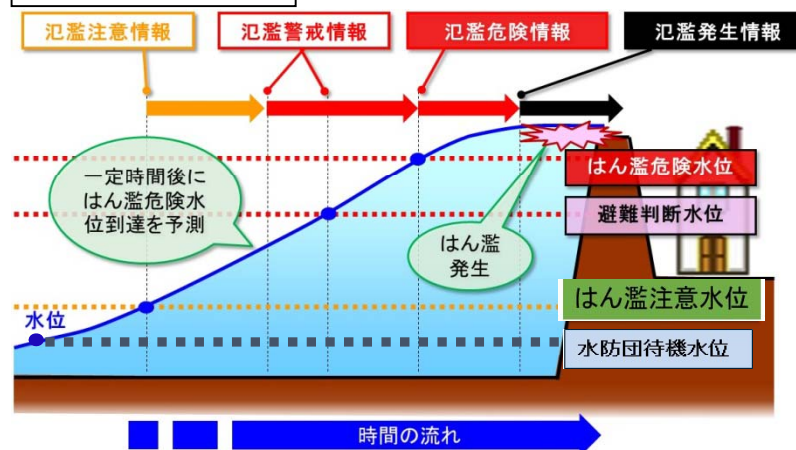 氾濫注意情報
氾濫警戒情報
氾濫危険情報
氾濫発生情報
一定時間後に
はん濫危険水
位到達を予測
はん濫
発生
はん濫危険水位
避難判断水位
はん濫注意水位
水位
水防団待機水位
時間の流れ